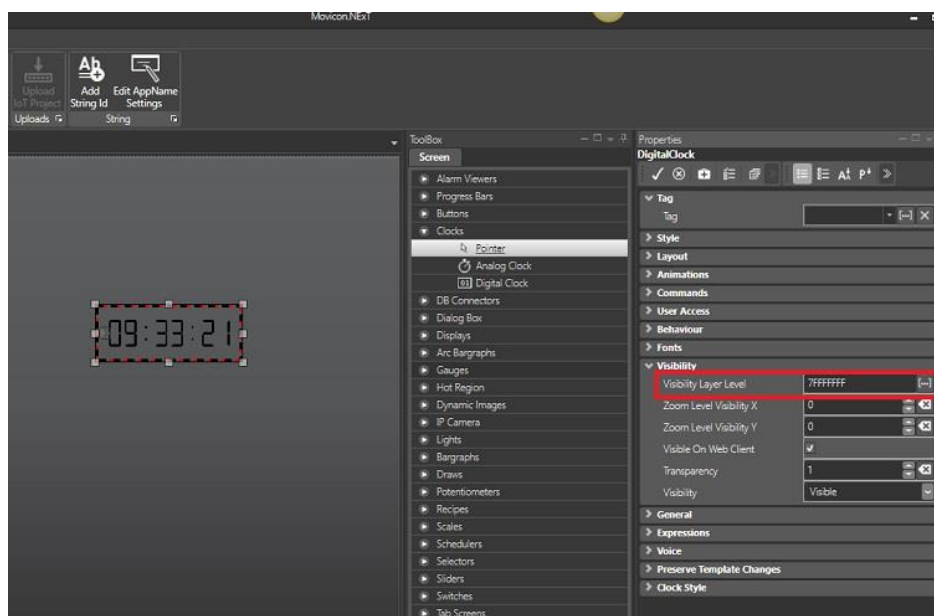 Movicon.NExT
Upload IoT Project
Add String Id
Edit AppName Settings
Uploads
String
09:33:21
ToolBox
Screen
Alarm Viewers
Progress Bars
Buttons
Clocks
Pointer
Analog Clock
Digital Clock
DB Connectors
Dialog Box
Displays
Arc Bargraphs
Gauges
Hot Region
Dynamic Images
IP Camera
Lights
Bargraphs
Draws
Potentiometers
Recipes
Scales
Schedulers
Selectors
Sliders
Switches
Tab Screens
Properties
DigitalClock
Tag
Tag
Style
Layout
Animations
Commands
User Access
Behaviour
Fonts
Visibility
Visibility Layer Level 7FFFFFFF
Zoom Level Visibility X 0
Zoom Level Visibility Y 0
Visible On Web Client
Transparency 1
Visibility Visible
General
Expressions
Voice
Preserve Template Changes
Clock Style